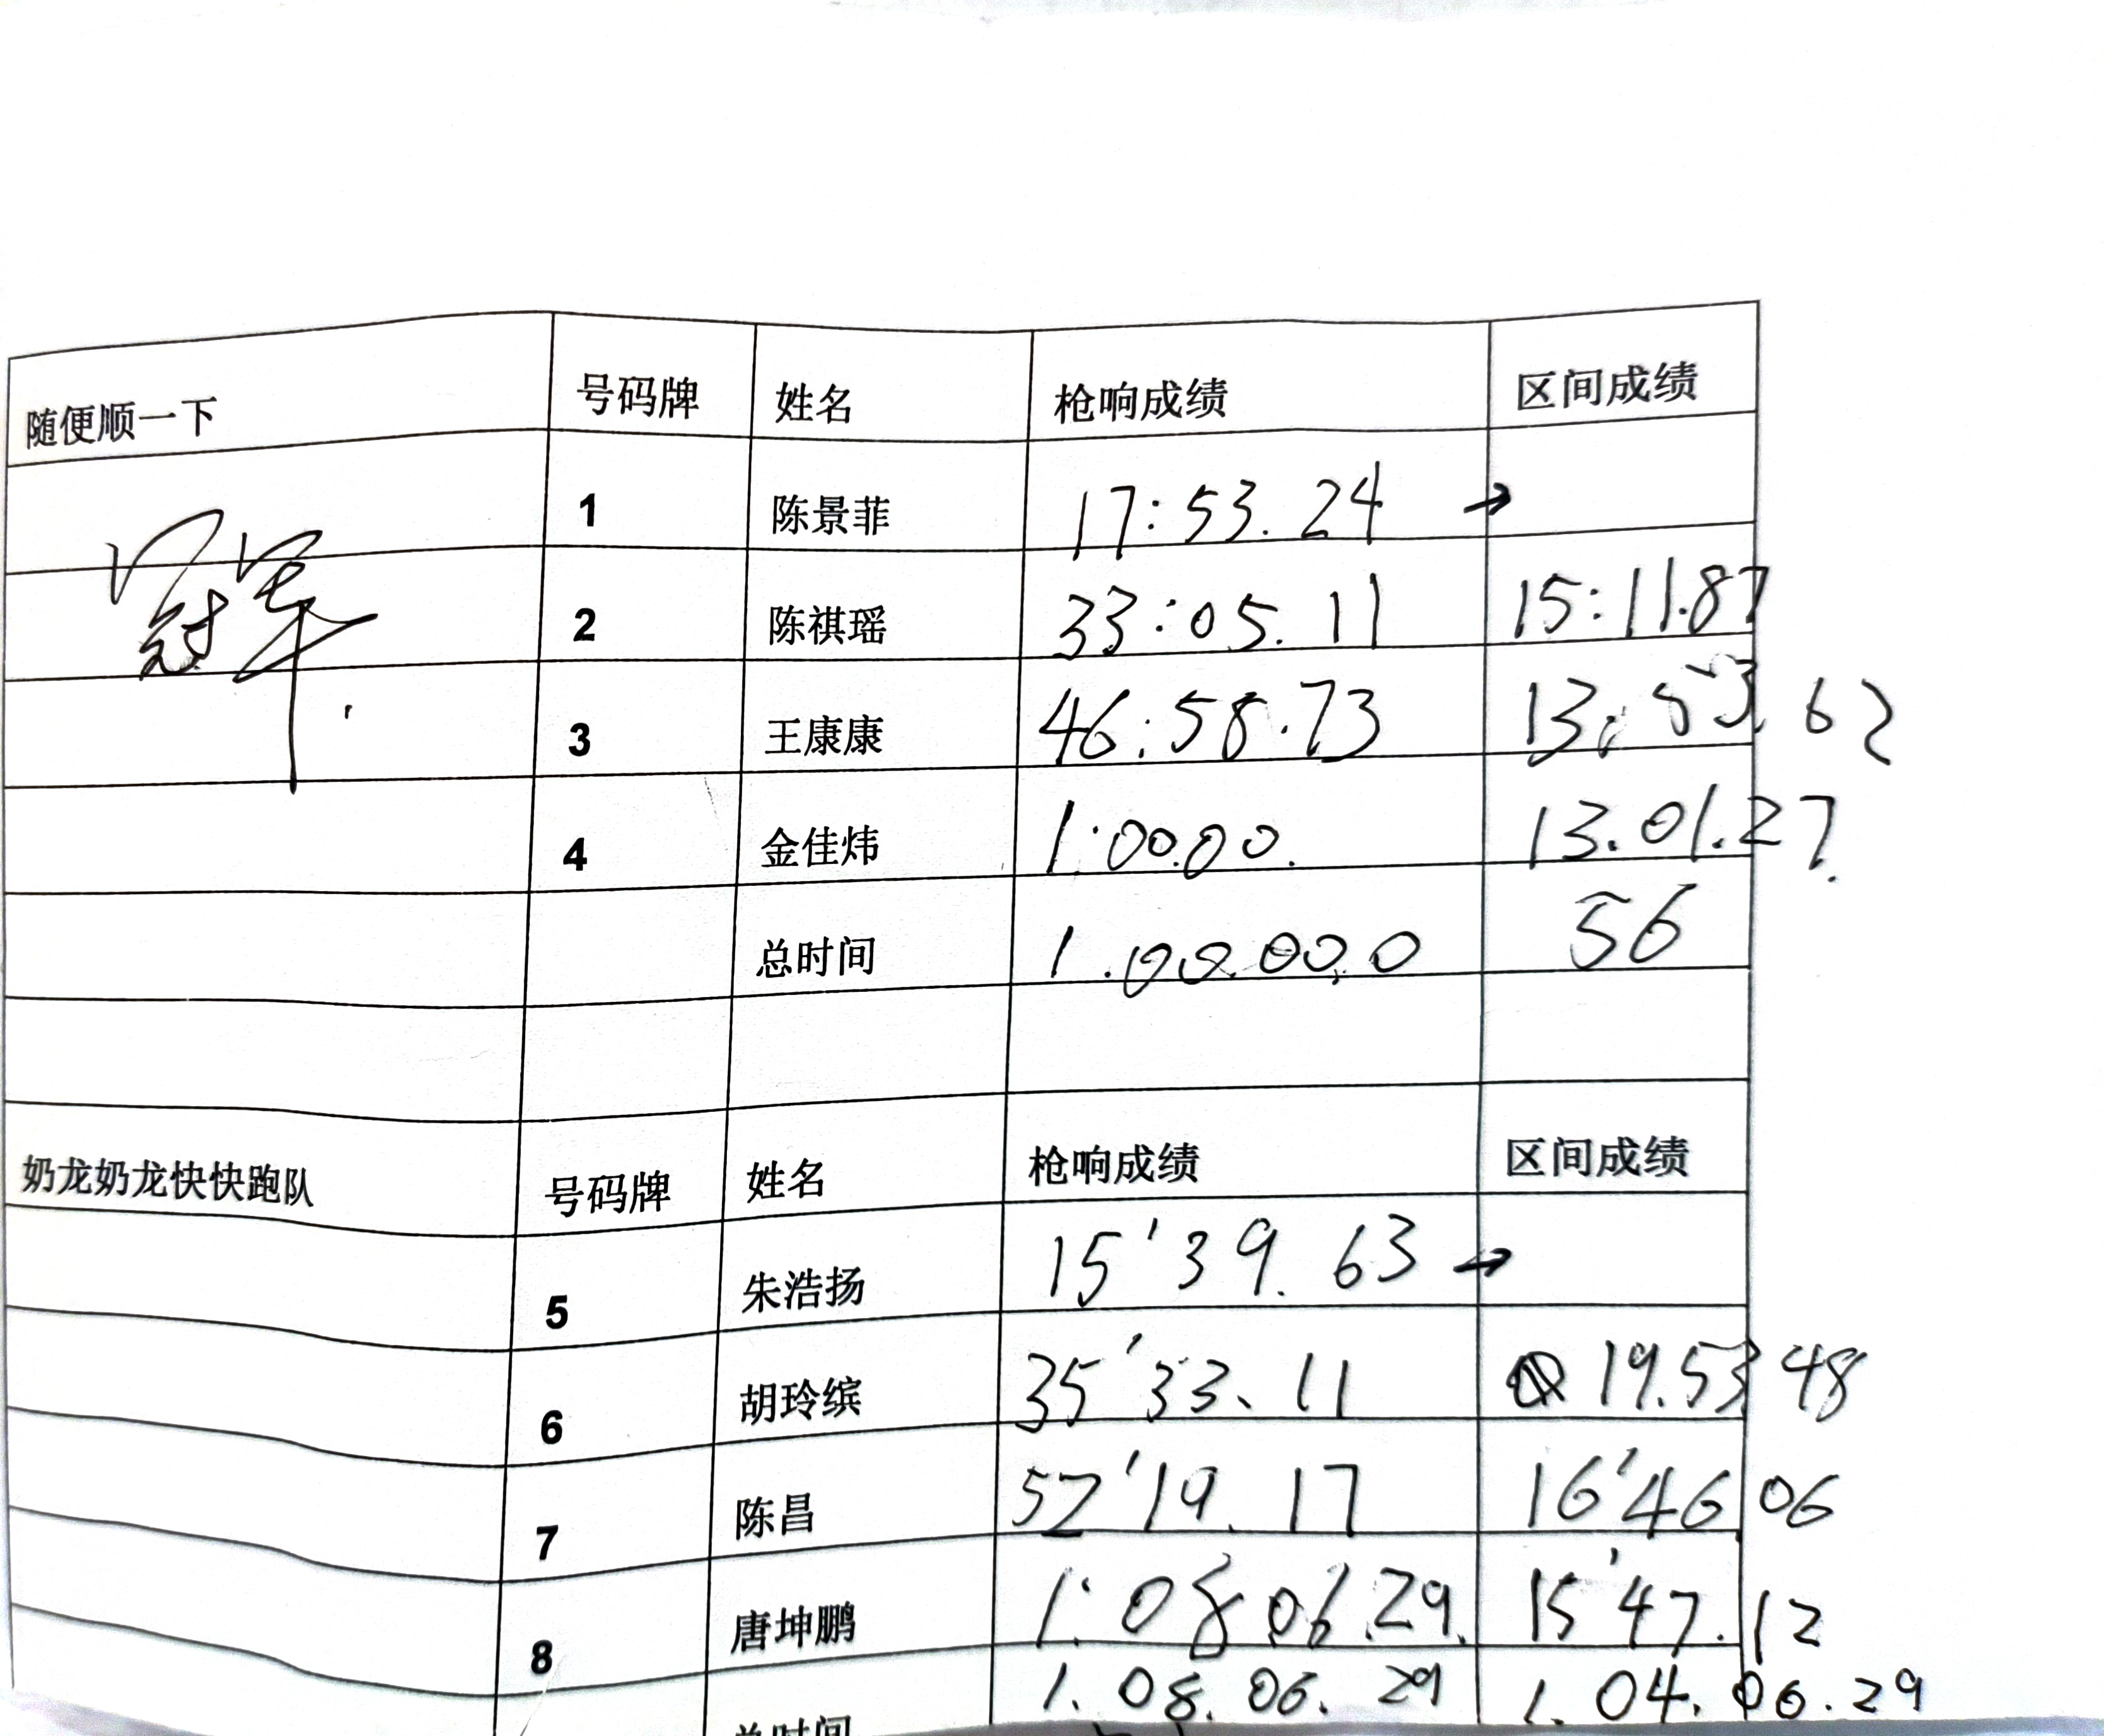 随便顺一下 号码牌 姓名 枪响成绩 区间成绩
冠军.
1 陈景菲 17:53.24 →
2 陈祺瑶 33:05.11 15:11.87
3 王康康 46:58.73 13:53.62
4 金佳炜 1:00.00. 13.01.27.
总时间 1.00.00.0 56
奶龙奶龙快快跑队 号码牌 姓名 枪响成绩 区间成绩
5 朱浩扬 15'39.63 →
6 胡玲缤 35'33.11 19.53 48
7 陈昌 52'19.17 16'46 06
8 唐坤鹏 1:08.06.29. 15'47.12
总时间 1.08.06.29 1.04.06.29